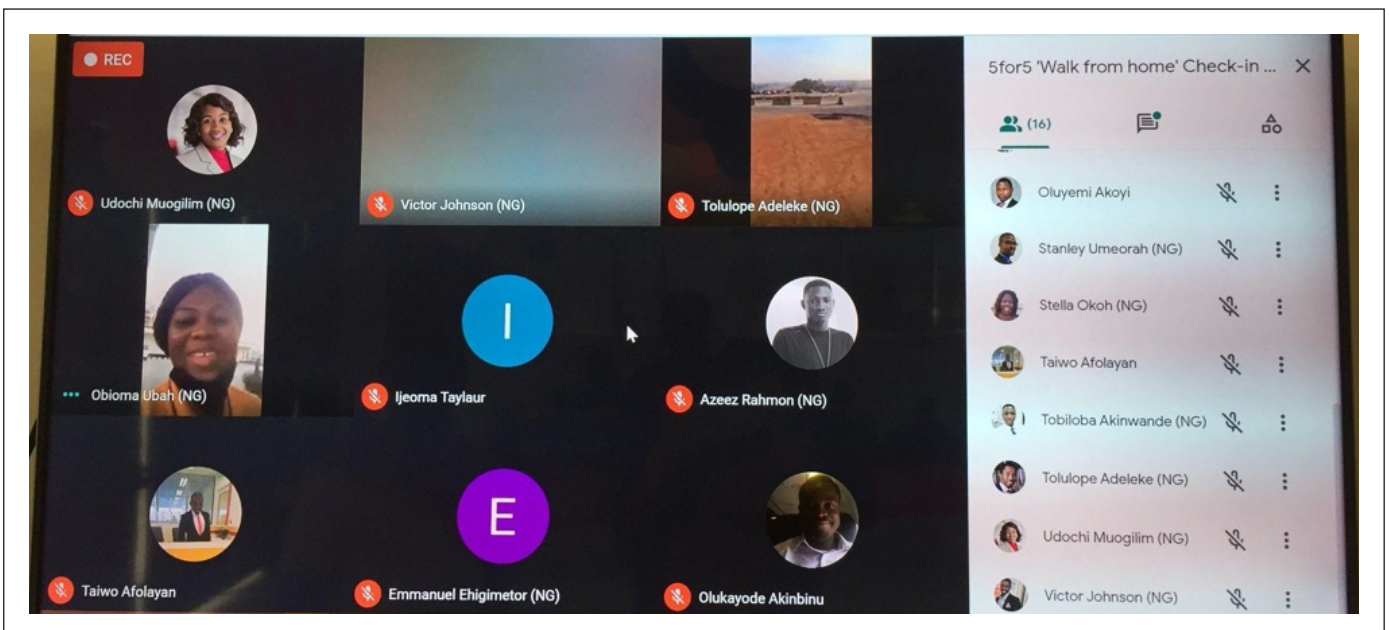 REC
Udochi Muogilim (NG)
Victor Johnson (NG)
Tolulope Adeleke (NG)
Obioma Ubah (NG)
I
Ijeoma Taylaur
Azeez Rahmon (NG)
Taiwo Afolayan
E
Emmanuel Ehigimetor (NG)
Olukayode Akinbinu
5for5 'Walk from home' Check-in ...
(16)
Oluyemi Akoyi
Stanley Umeorah (NG)
Stella Okoh (NG)
Taiwo Afolayan
Tobiloba Akinwande (NG)
Tolulope Adeleke (NG)
Udochi Muogilim (NG)
Victor Johnson (NG)